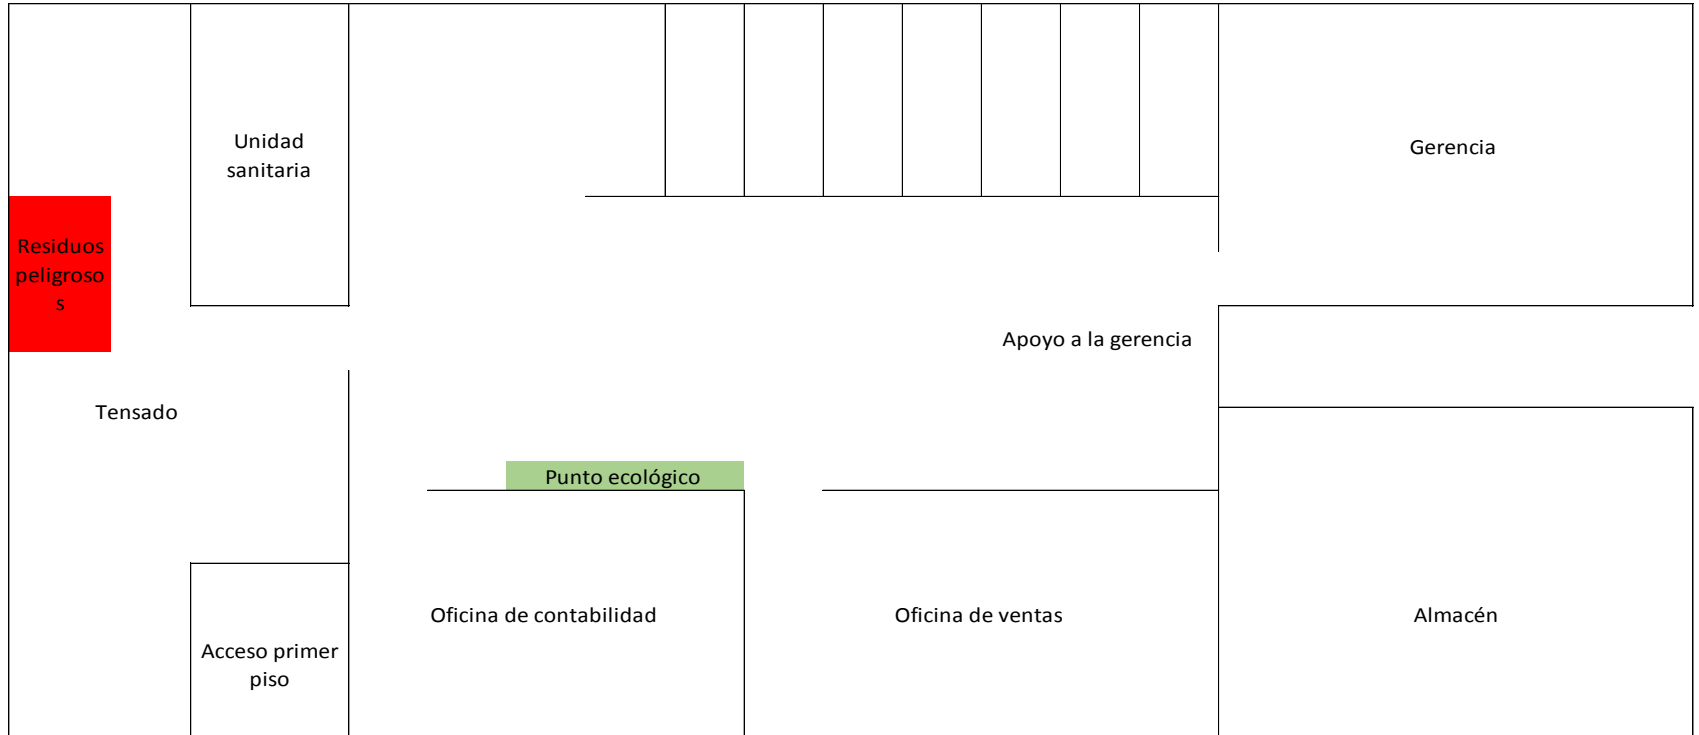 Unidad
sanitaria
Gerencia
Residuos
peligroso
s
Apoyo a la gerencia
Tensado
Punto ecológico
Oficina de contabilidad
Oficina de ventas
Almacén
Acceso primer
piso